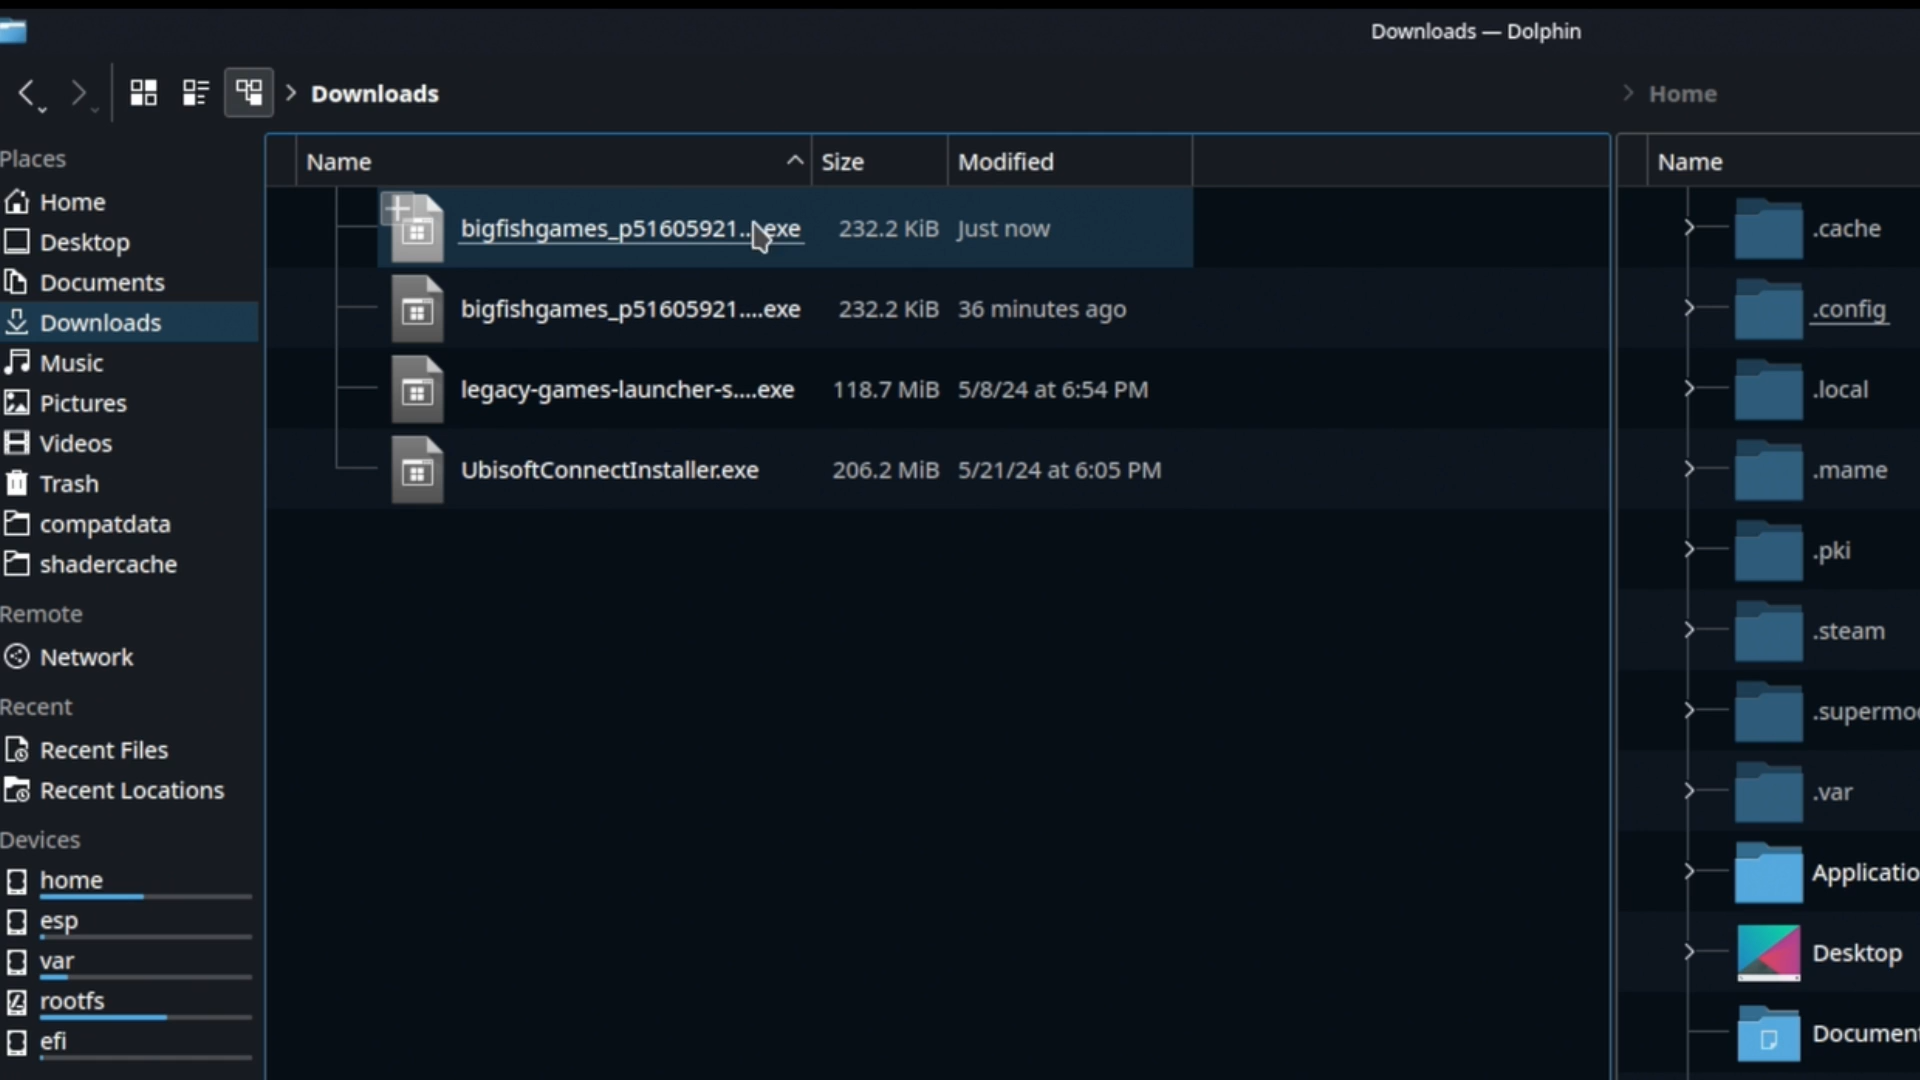 Downloads — Dolphin
Downloads
Home
Places
Home
Desktop
Documents
Downloads
Music
Pictures
Videos
Trash
compatdata
shadercache
Remote
Network
Recent
Recent Files
Recent Locations
Devices
home
esp
var
rootfs
efi
Name Size Modified
bigfishgames_p51605921....exe 232.2 KiB Just now
bigfishgames_p51605921....exe 232.2 KiB 36 minutes ago
legacy-games-launcher-s....exe 118.7 MiB 5/8/24 at 6:54 PM
UbisoftConnectInstaller.exe 206.2 MiB 5/21/24 at 6:05 PM
Name
.cache
.config
.local
.mame
.pki
.steam
.supermo
.var
Applicatio
Desktop
Document